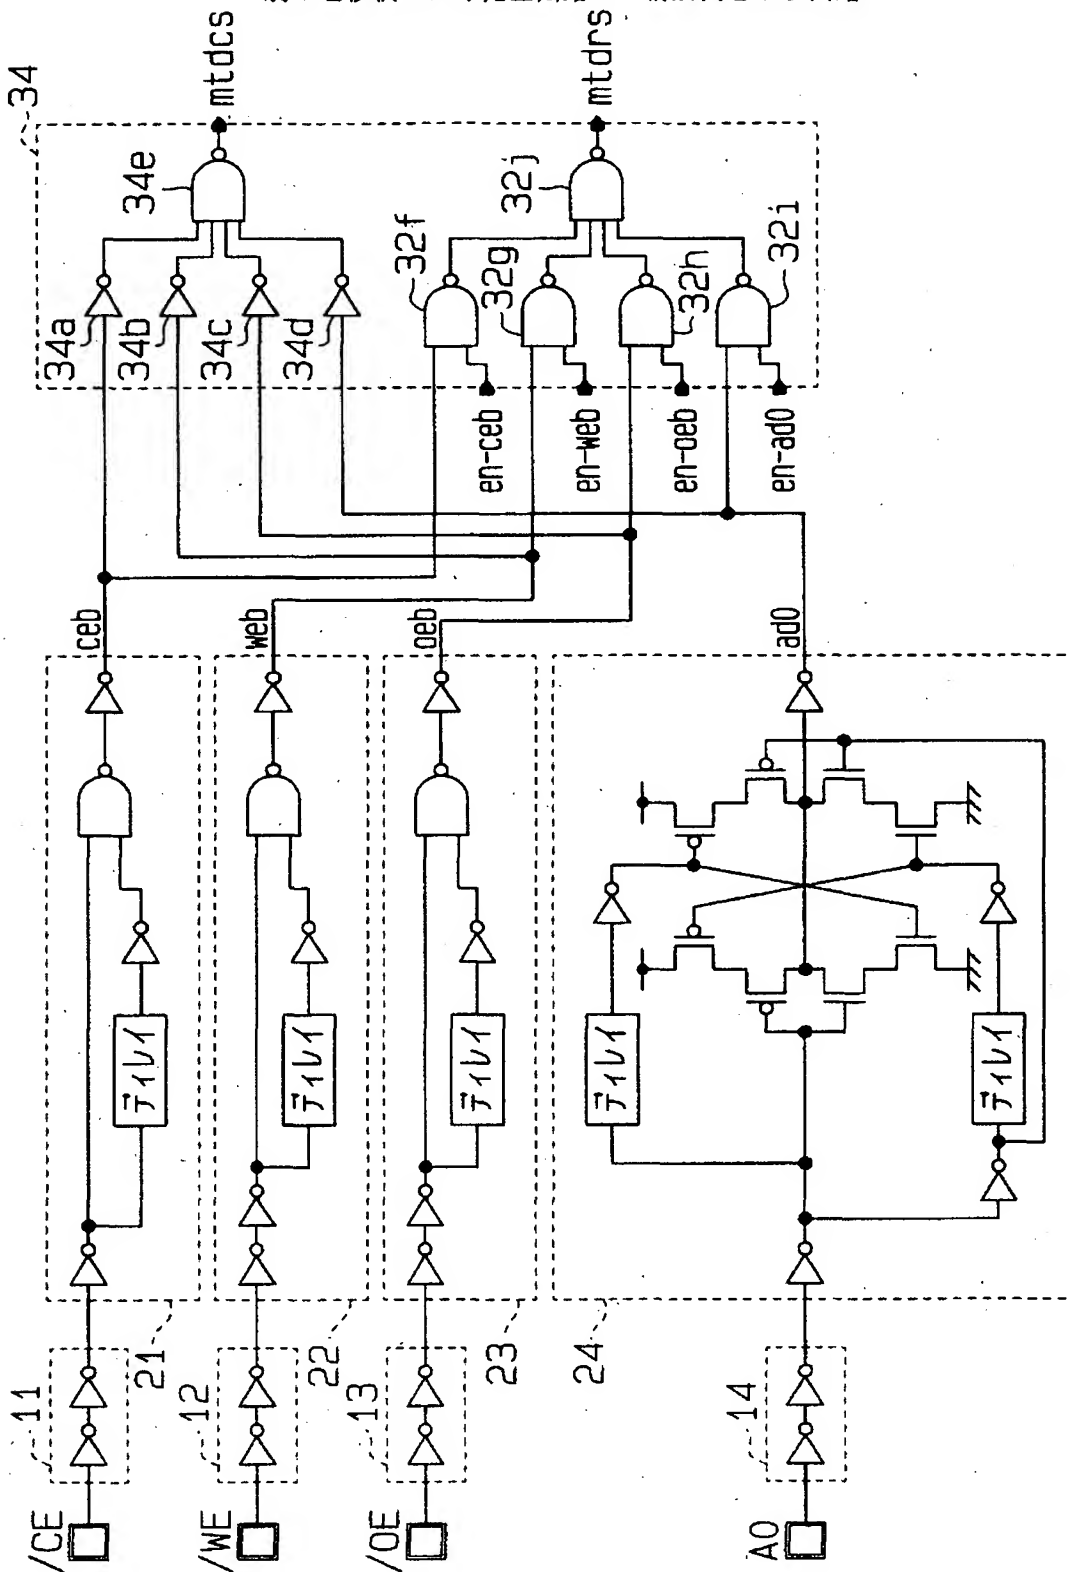 34
mtdcs
34e
34a
34b
34c
34d
mtdrs
32j
32f
32g
32h
32i
en-ceb
en-web
en-oeb
en-ad0
ceb
web
oeb
ad0
ディレイ
ディレイ
ディレイ
ディレイ
ディレイ
21
22
23
24
11
12
13
14
/CE
/WE
/OE
A0